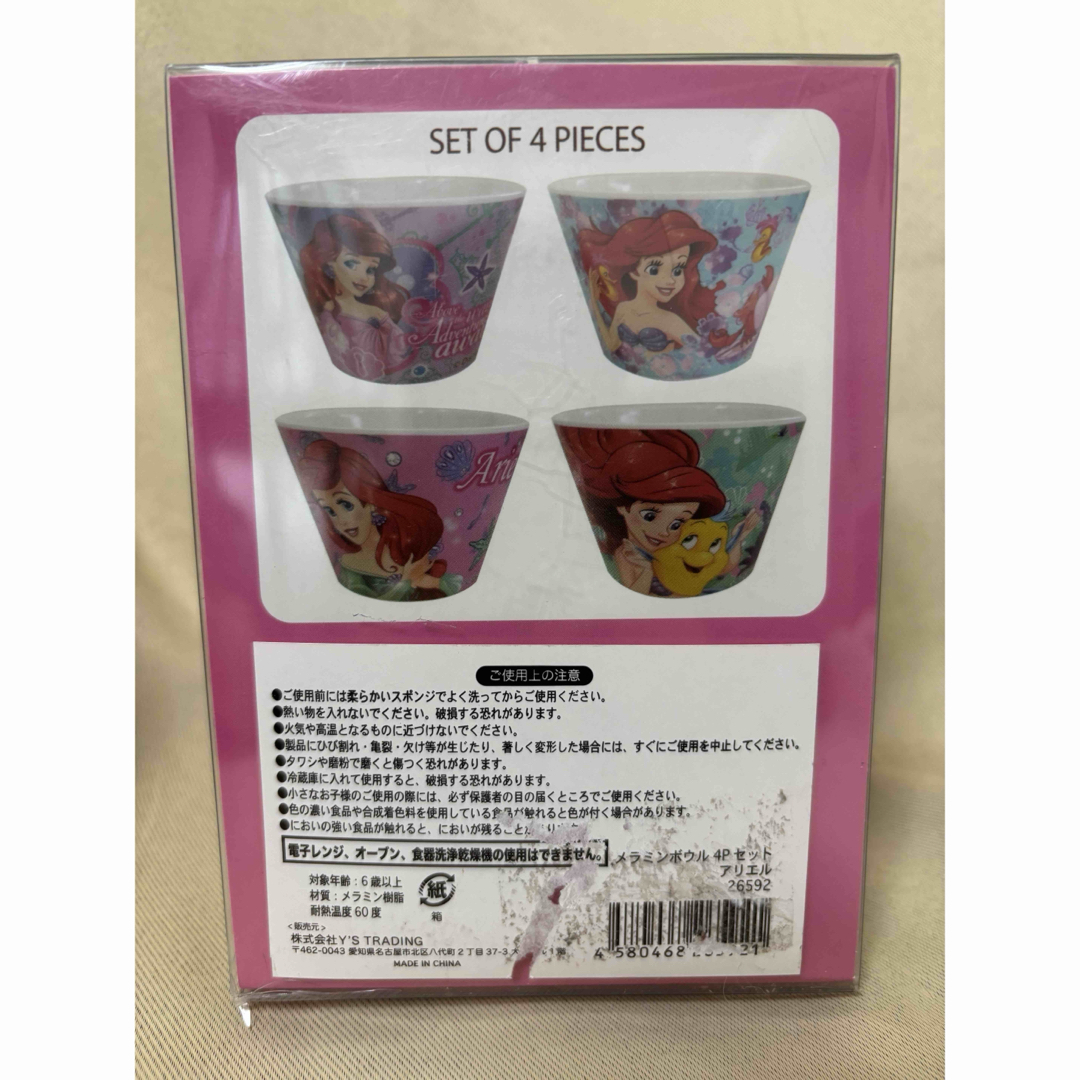 SET OF 4 PIECES
Adventure
Ari
ご使用上の注意
●ご使用前には柔らかいスポンジでよく洗ってからご使用ください。
●熱い物を入れないでください。破損する恐れがあります。
●火気や高温となるものに近づけないでください。
●製品にひび割れ・亀裂・欠け等が生じたり、著しく変形した場合には、すぐにご使用を中止してください。
●タワシや磨粉で磨くと傷つく恐れがあります。
●冷蔵庫に入れて使用すると、破損する恐れがあります。
●小さなお子様のご使用の際には、必ず保護者の目の届くところでご使用ください。
●色の濃い食品や合成着色料を使用している食品が触れると色が付く場合があります。
●においの強い食品が触れると、においが残ること
電子レンジ、オーブン、食器洗浄乾燥機の使用はできません。
メラミンボウル 4Pセット
アリエル
26592
対象年齢:6歳以上
材質:メラミン樹脂
耐熱温度60度
紙
箱
<販売元>
株式会社Y'S TRADING
〒462-0043 愛知県名古屋市北区八代町2丁目37-3
MADE IN CHINA
4 580468